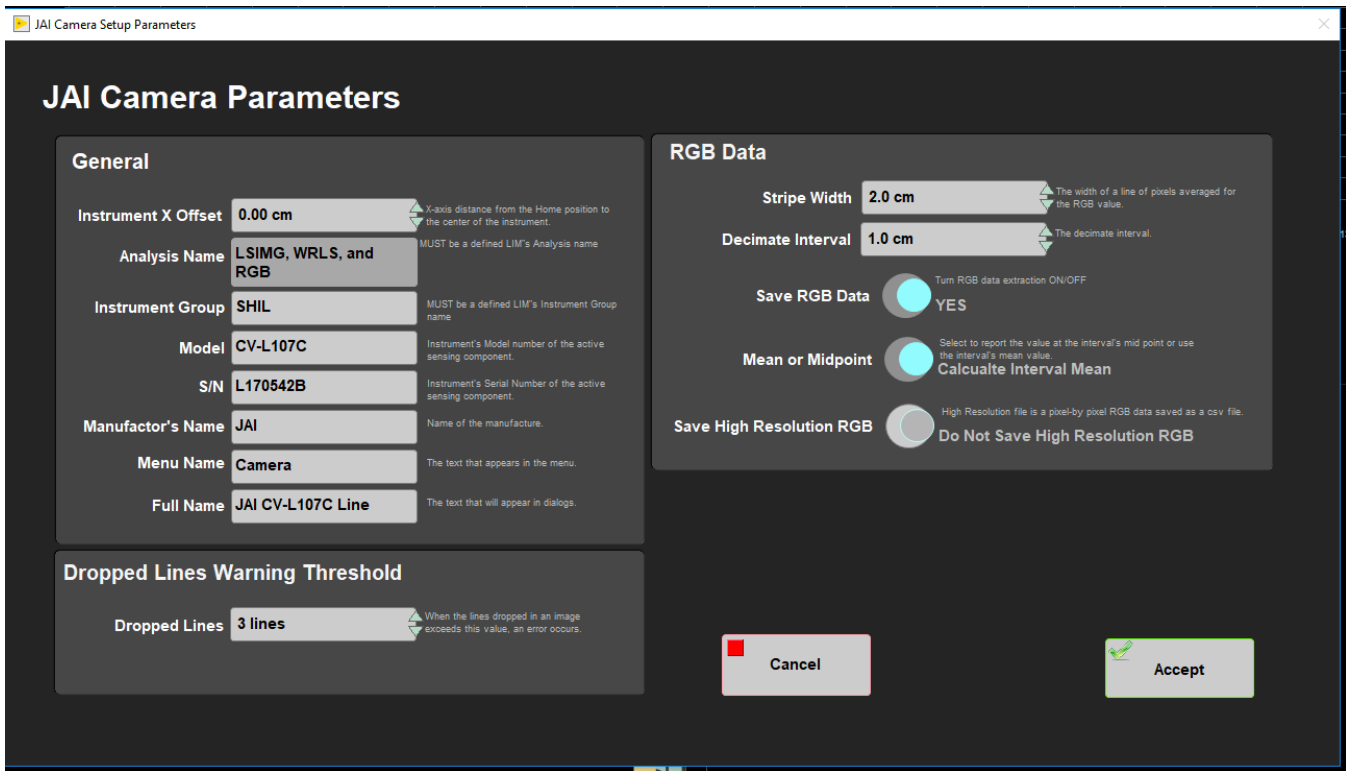 JAI Camera Setup Parameters
JAI Camera Parameters
General
Instrument X Offset 0.00 cm X-axis distance from the Home position to
the center of the instrument.
Analysis Name LSIMG, WRLS, and
RGB
MUST be a defined LIM's Analysis name
Instrument Group SHIL MUST be a defined LIM's Instrument Group
name
Model CV-L107C Instrument's Model number of the active
sensing component.
S/N L170542B Instrument's Serial Number of the active
sensing component.
Manufactor's Name JAI Name of the manufacture.
Menu Name Camera The text that appears in the menu.
Full Name JAI CV-L107C Line The text that will appear in dialogs.
Dropped Lines Warning Threshold
Dropped Lines 3 lines When the lines dropped in an image
exceeds this value, an error occurs.
RGB Data
Stripe Width 2.0 cm The width of a line of pixels averaged for
the RGB value.
Decimate Interval 1.0 cm The decimate interval.
Save RGB Data Turn RGB data extraction ON/OFF
YES
Mean or Midpoint Select to report the value at the interval's mid point or use
the interval's mean value.
Calcualte Interval Mean
Save High Resolution RGB High Resolution file is a pixel-by pixel RGB data saved as a csv file.
Do Not Save High Resolution RGB
Cancel
Accept